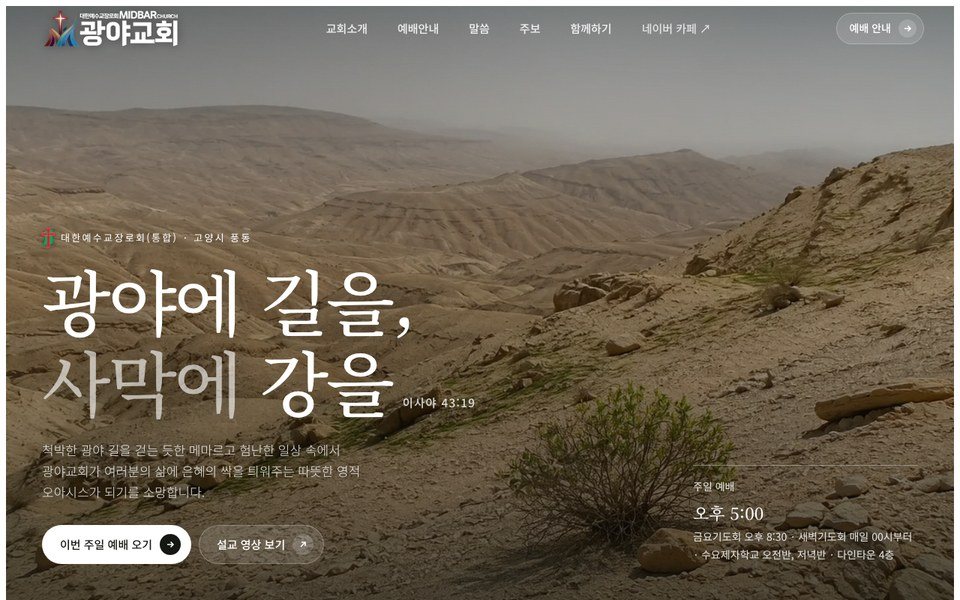 대한예수교장로회 MIDBAR CHURCH
광야교회
교회소개 예배안내 말씀 주보 함께하기 네이버 카페 ↗
예배 안내 →
대한예수교장로회(통합) · 고양시 풍동
광야에 길을,
사막에 강을 이사야 43:19
척박한 광야 길을 걷는 듯한 메마르고 험난한 일상 속에서
광야교회가 여러분의 삶에 은혜의 싹을 틔워주는 따뜻한 영적
오아시스가 되기를 소망합니다.
이번 주일 예배 오기 →
설교 영상 보기 ↗
주일 예배
오후 5:00
금요기도회 오후 8:30 · 새벽기도회 매일 00시부터
· 수요제자학교 오전반, 저녁반 · 다인타운 4층